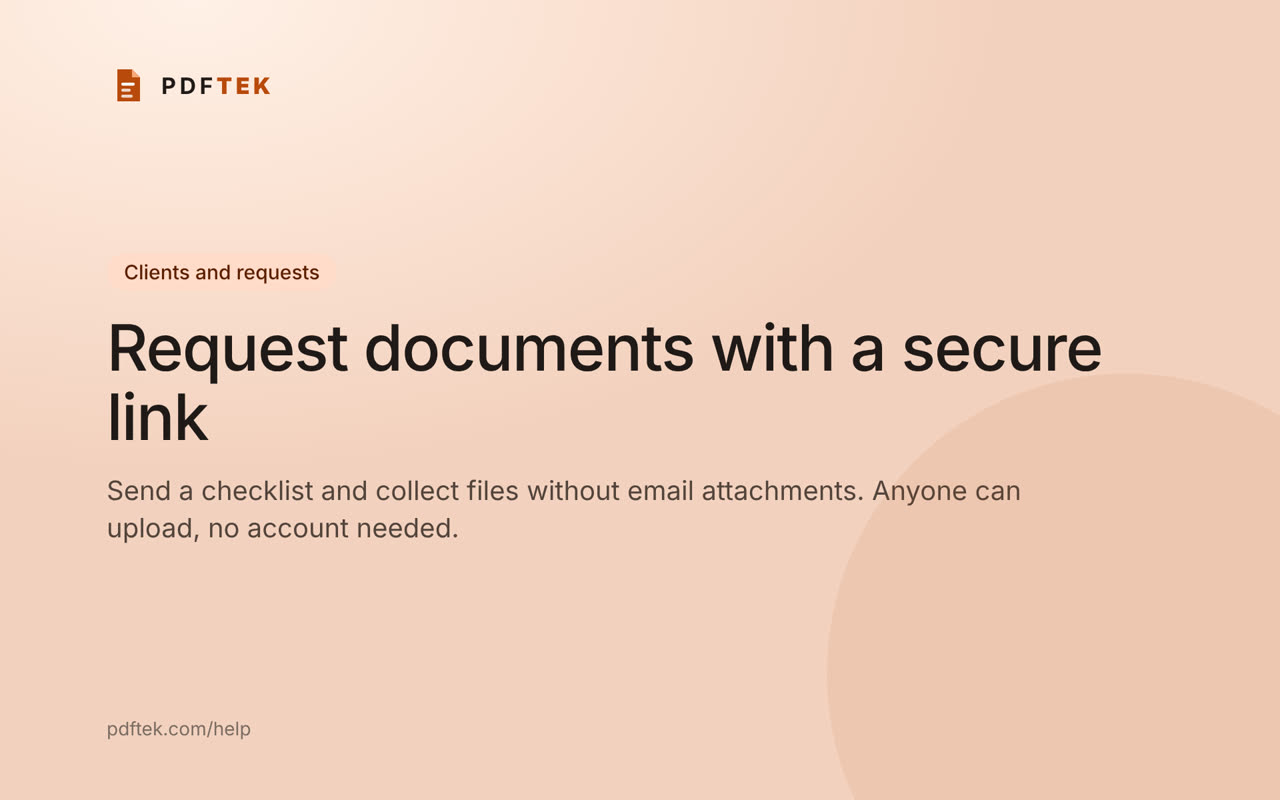 PDFTEK
Clients and requests
Request documents with a secure
link
Send a checklist and collect files without email attachments. Anyone can
upload, no account needed.
pdftek.com/help